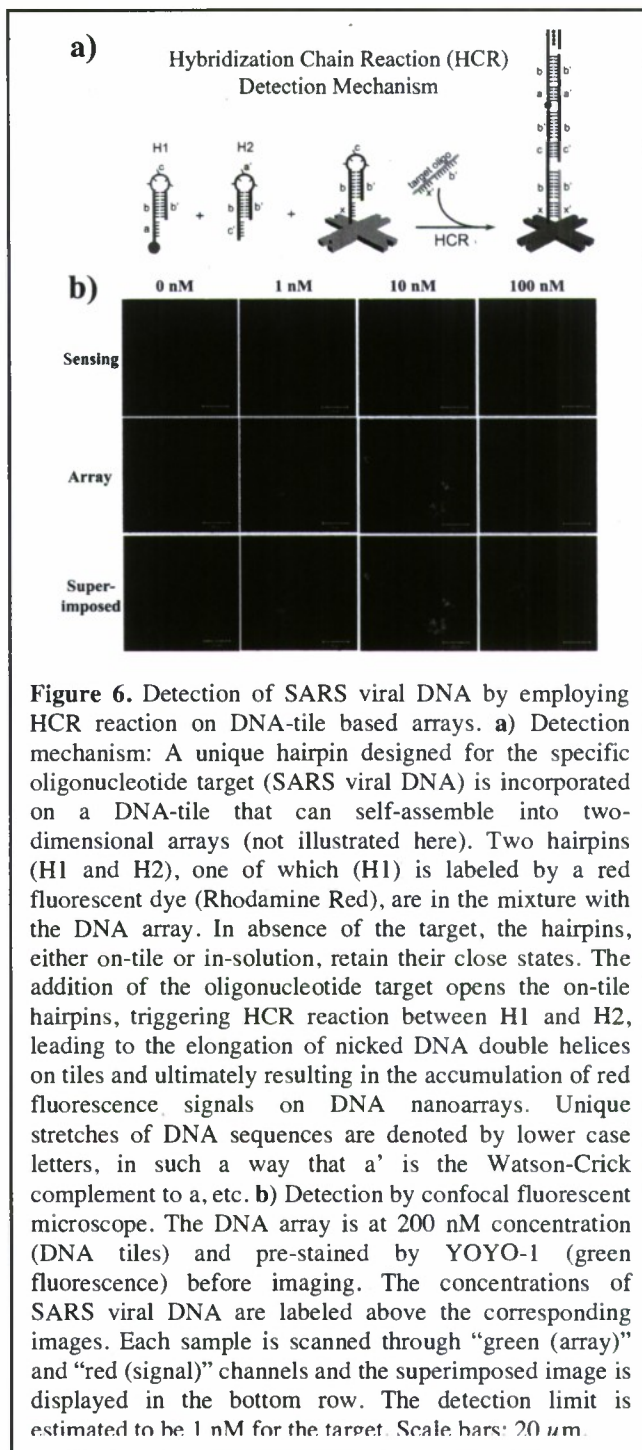 a)
Hybridization Chain Reaction (HCR)
Detection Mechanism
H1
H2
c
a'
c
b
b'
b
b'
b
b'
a
c'
x
+
+
target oligo
x'
b'
HCR
b
b'
a
a'
b'
b
c
c'
b
b'
x
x'
b)
0 nM
1 nM
10 nM
100 nM
Sensing
Array
Super-
imposed
Figure 6. Detection of SARS viral DNA by employing
HCR reaction on DNA-tile based arrays. a) Detection
mechanism: A unique hairpin designed for the specific
oligonucleotide target (SARS viral DNA) is incorporated
on a DNA-tile that can self-assemble into two-
dimensional arrays (not illustrated here). Two hairpins
(H1 and H2), one of which (H1) is labeled by a red
fluorescent dye (Rhodamine Red), are in the mixture with
the DNA array. In absence of the target, the hairpins,
either on-tile or in-solution, retain their close states. The
addition of the oligonucleotide target opens the on-tile
hairpins, triggering HCR reaction between H1 and H2,
leading to the elongation of nicked DNA double helices
on tiles and ultimately resulting in the accumulation of red
fluorescence signals on DNA nanoarrays. Unique
stretches of DNA sequences are denoted by lower case
letters, in such a way that a' is the Watson-Crick
complement to a, etc. b) Detection by confocal fluorescent
microscope. The DNA array is at 200 nM concentration
(DNA tiles) and pre-stained by YOYO-1 (green
fluorescence) before imaging. The concentrations of
SARS viral DNA are labeled above the corresponding
images. Each sample is scanned through “green (array)”
and “red (signal)” channels and the superimposed image is
displayed in the bottom row. The detection limit is
estimated to be 1 nM for the target. Scale bars: 20 μm.